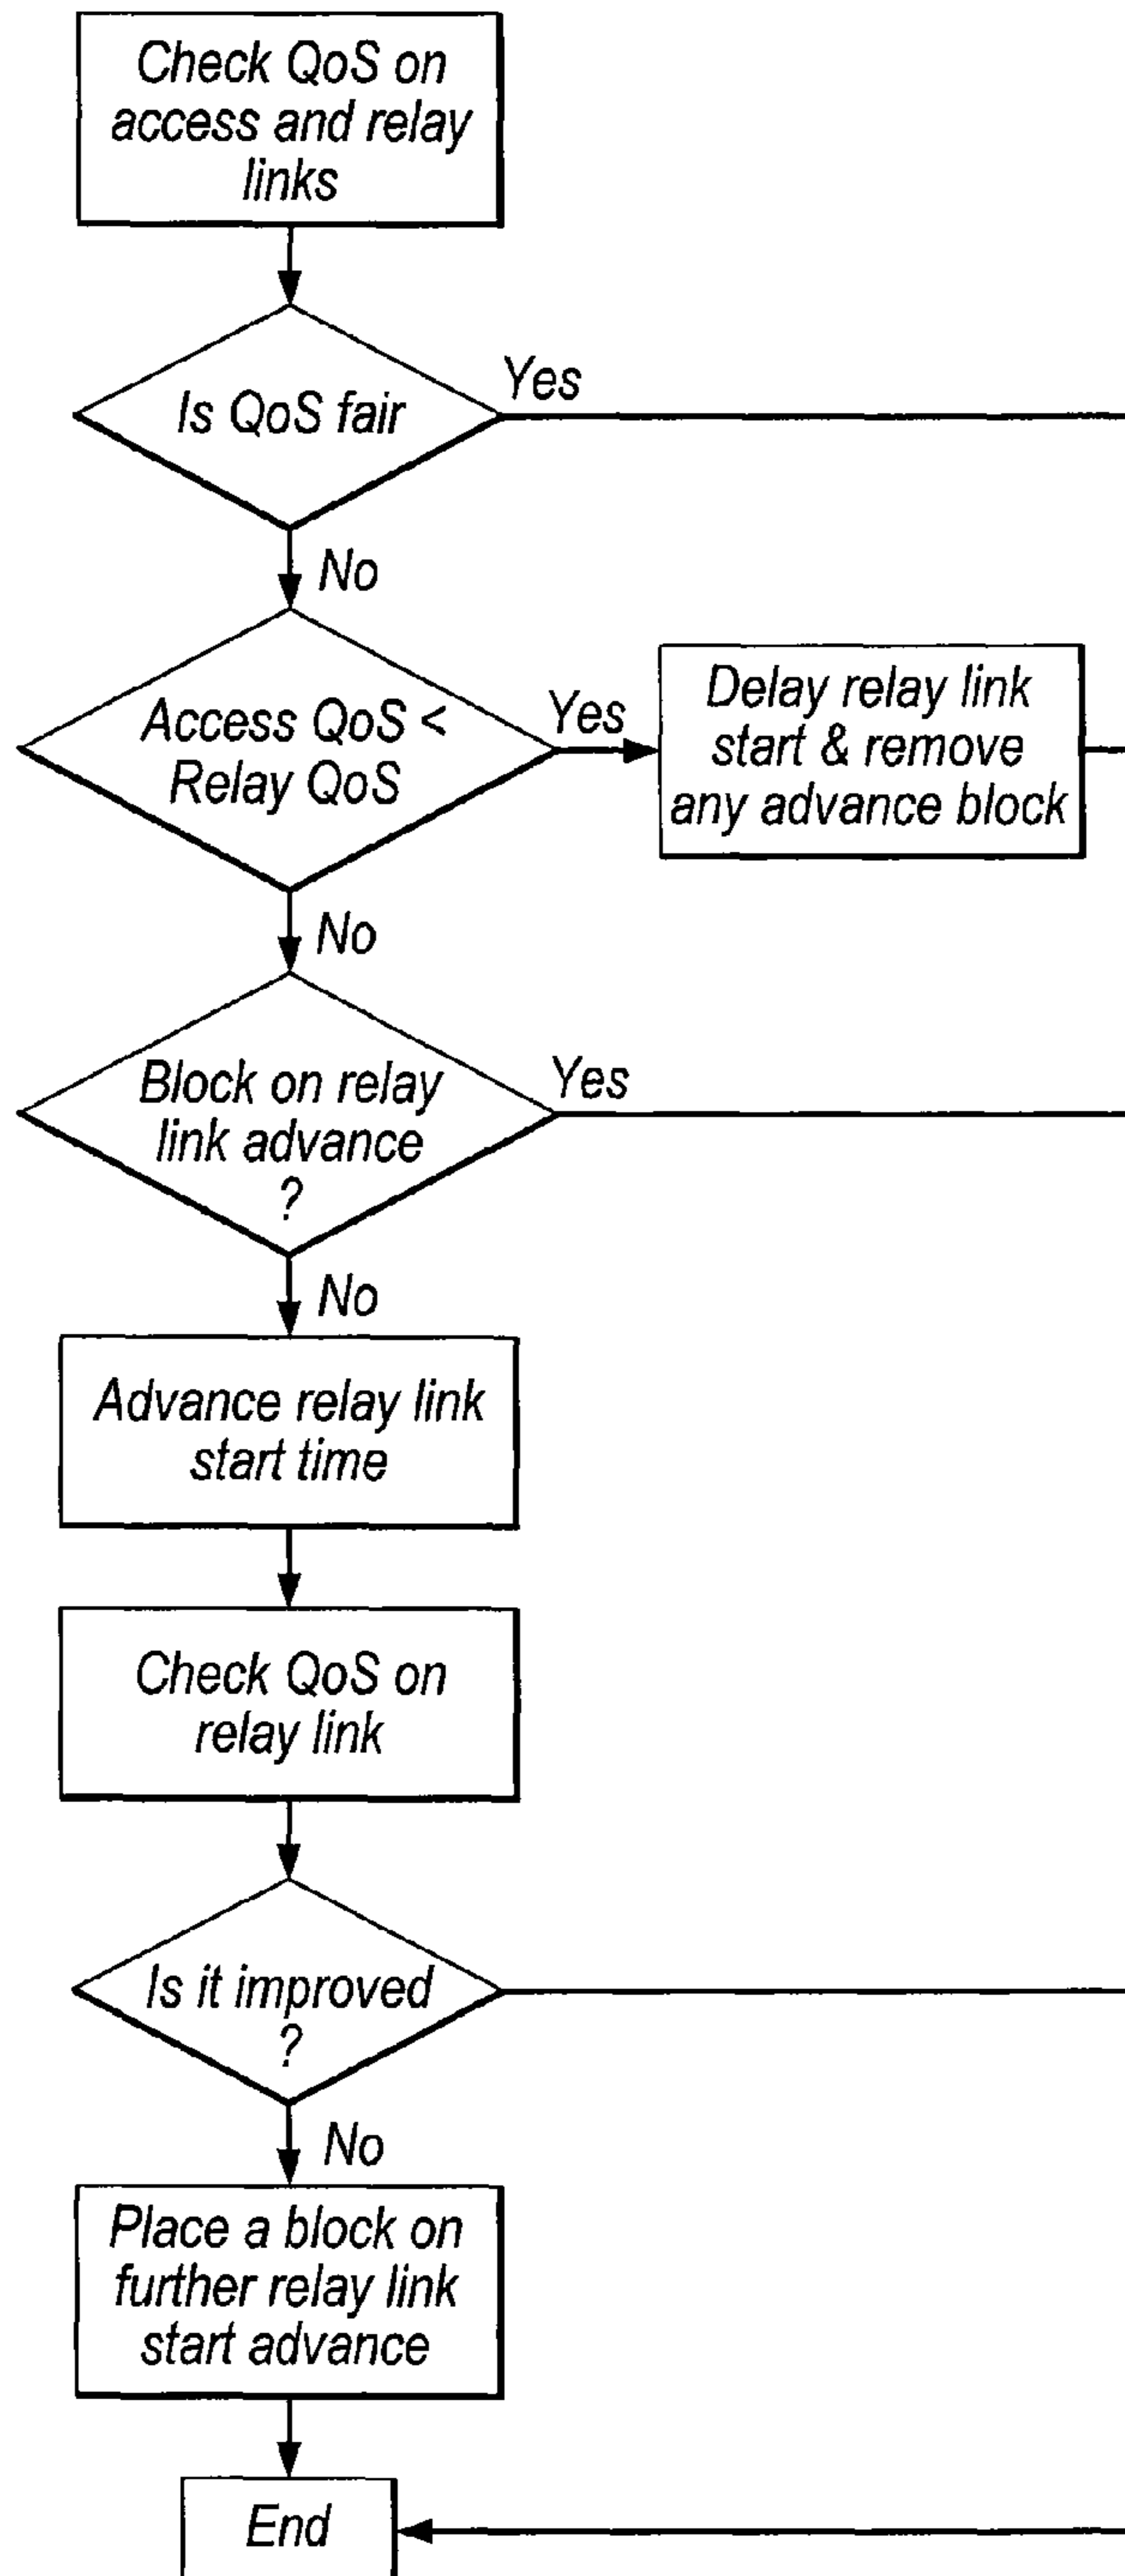 Check QoS on
access and relay
links
Is QoS fair
Yes
No
Access QoS <
Relay QoS
Yes
Delay relay link
start & remove
any advance block
No
Block on relay
link advance
?
Yes
No
Advance relay link
start time
Check QoS on
relay link
Is it improved
?
No
Place a block on
further relay link
start advance
End